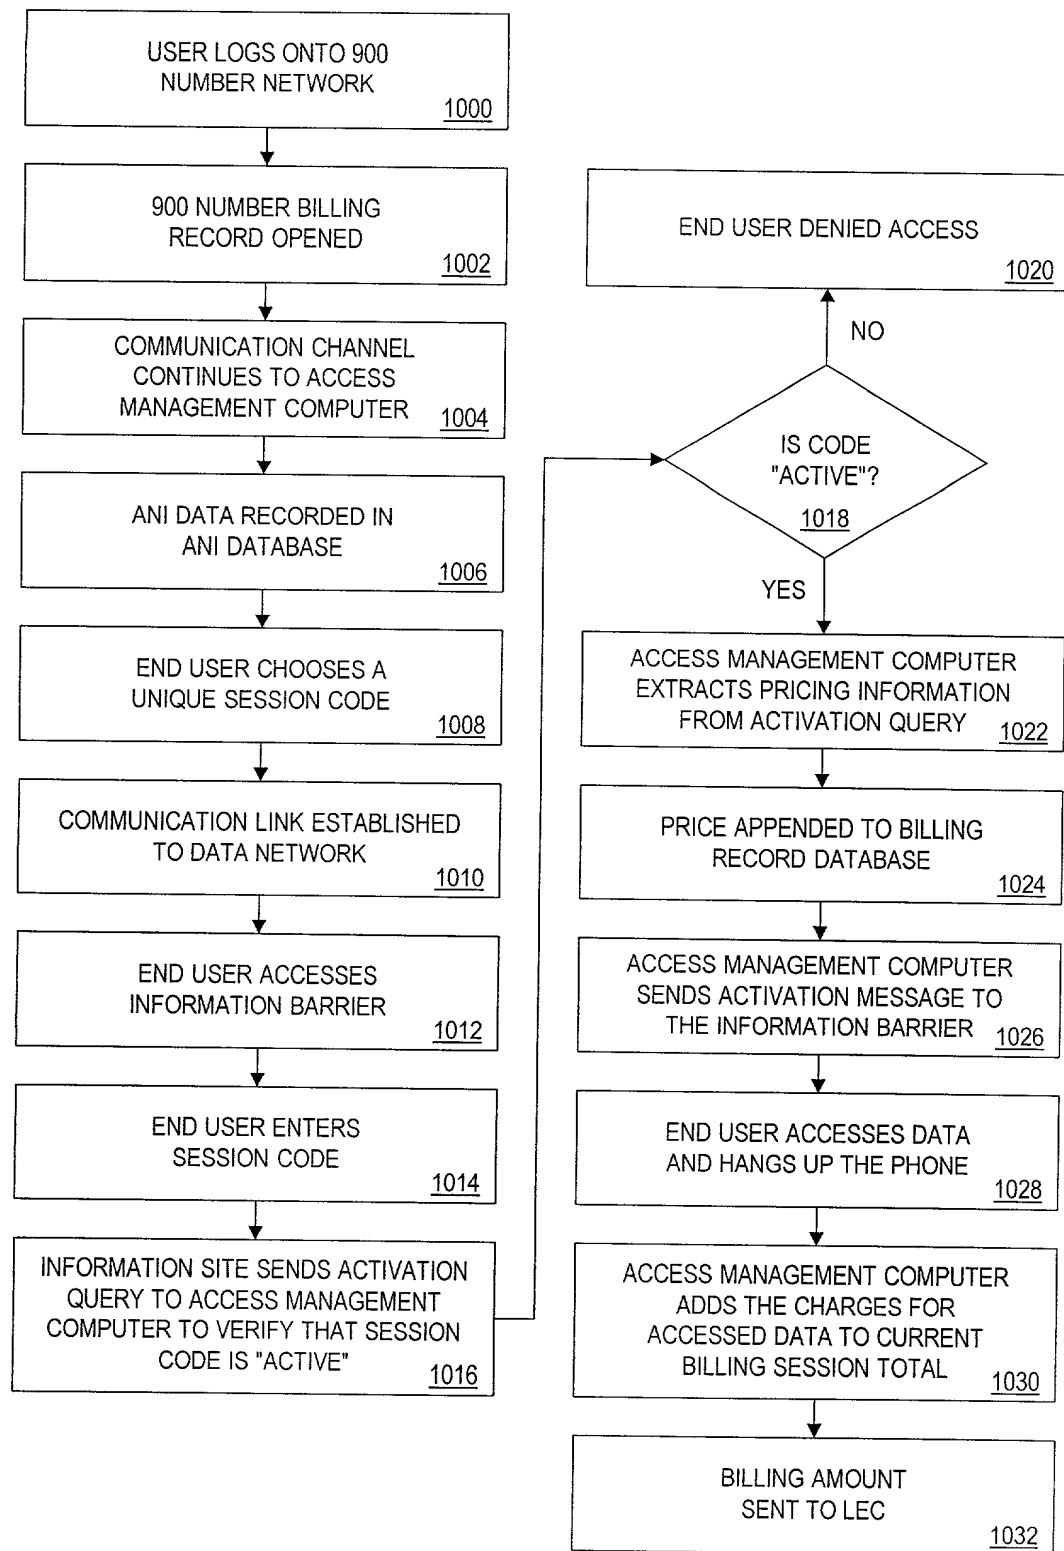 USER LOGS ONTO 900
NUMBER NETWORK
1000
900 NUMBER BILLING
RECORD OPENED
1002
COMMUNICATION CHANNEL
CONTINUES TO ACCESS
MANAGEMENT COMPUTER
1004
ANI DATA RECORDED IN
ANI DATABASE
1006
END USER CHOOSES A
UNIQUE SESSION CODE
1008
COMMUNICATION LINK ESTABLISHED
TO DATA NETWORK
1010
END USER ACCESSES
INFORMATION BARRIER
1012
END USER ENTERS
SESSION CODE
1014
INFORMATION SITE SENDS ACTIVATION
QUERY TO ACCESS MANAGEMENT
COMPUTER TO VERIFY THAT SESSION
CODE IS "ACTIVE"
1016
END USER DENIED ACCESS
1020
NO
IS CODE
"ACTIVE"?
1018
YES
ACCESS MANAGEMENT COMPUTER
EXTRACTS PRICING INFORMATION
FROM ACTIVATION QUERY
1022
PRICE APPENDED TO BILLING
RECORD DATABASE
1024
ACCESS MANAGEMENT COMPUTER
SENDS ACTIVATION MESSAGE TO
THE INFORMATION BARRIER
1026
END USER ACCESSES DATA
AND HANGS UP THE PHONE
1028
ACCESS MANAGEMENT COMPUTER
ADDS THE CHARGES FOR
ACCESSED DATA TO CURRENT
BILLING SESSION TOTAL
1030
BILLING AMOUNT
SENT TO LEC
1032